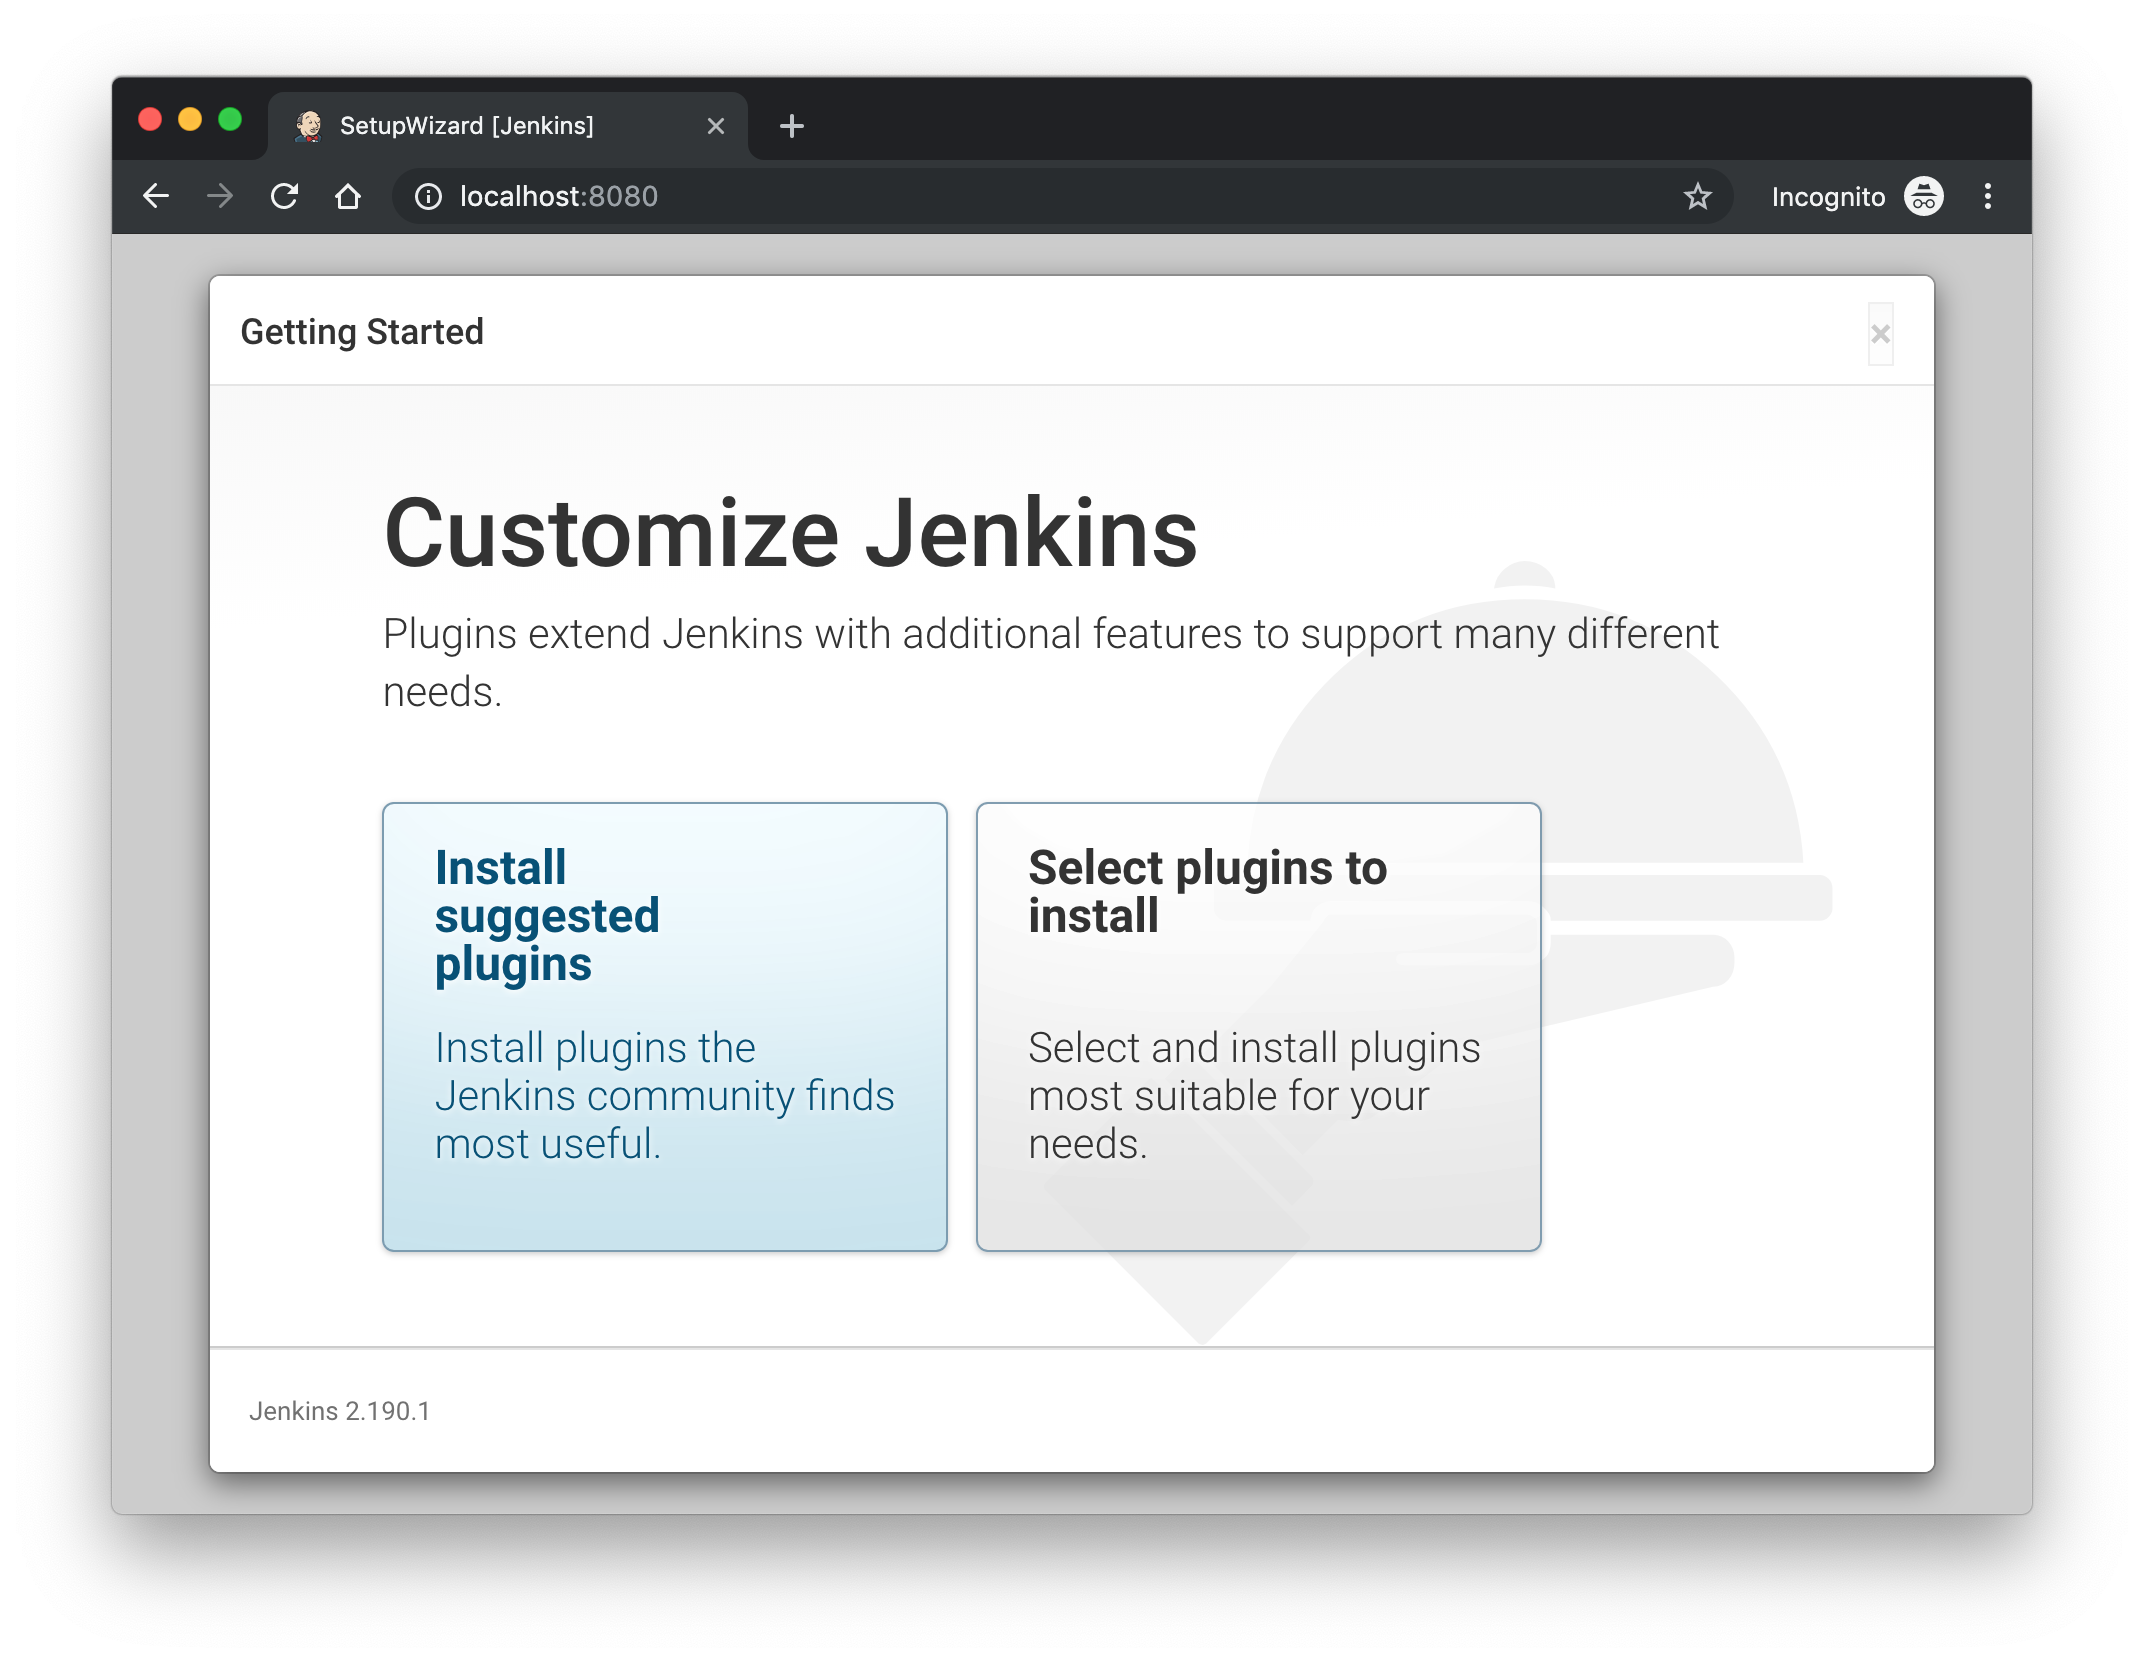 SetupWizard [Jenkins]
localhost:8080
Incognito
Getting Started
Customize Jenkins
Plugins extend Jenkins with additional features to support many different
needs.
Install
suggested
plugins
Install plugins the
Jenkins community finds
most useful.
Select plugins to
install
Select and install plugins
most suitable for your
needs.
Jenkins 2.190.1